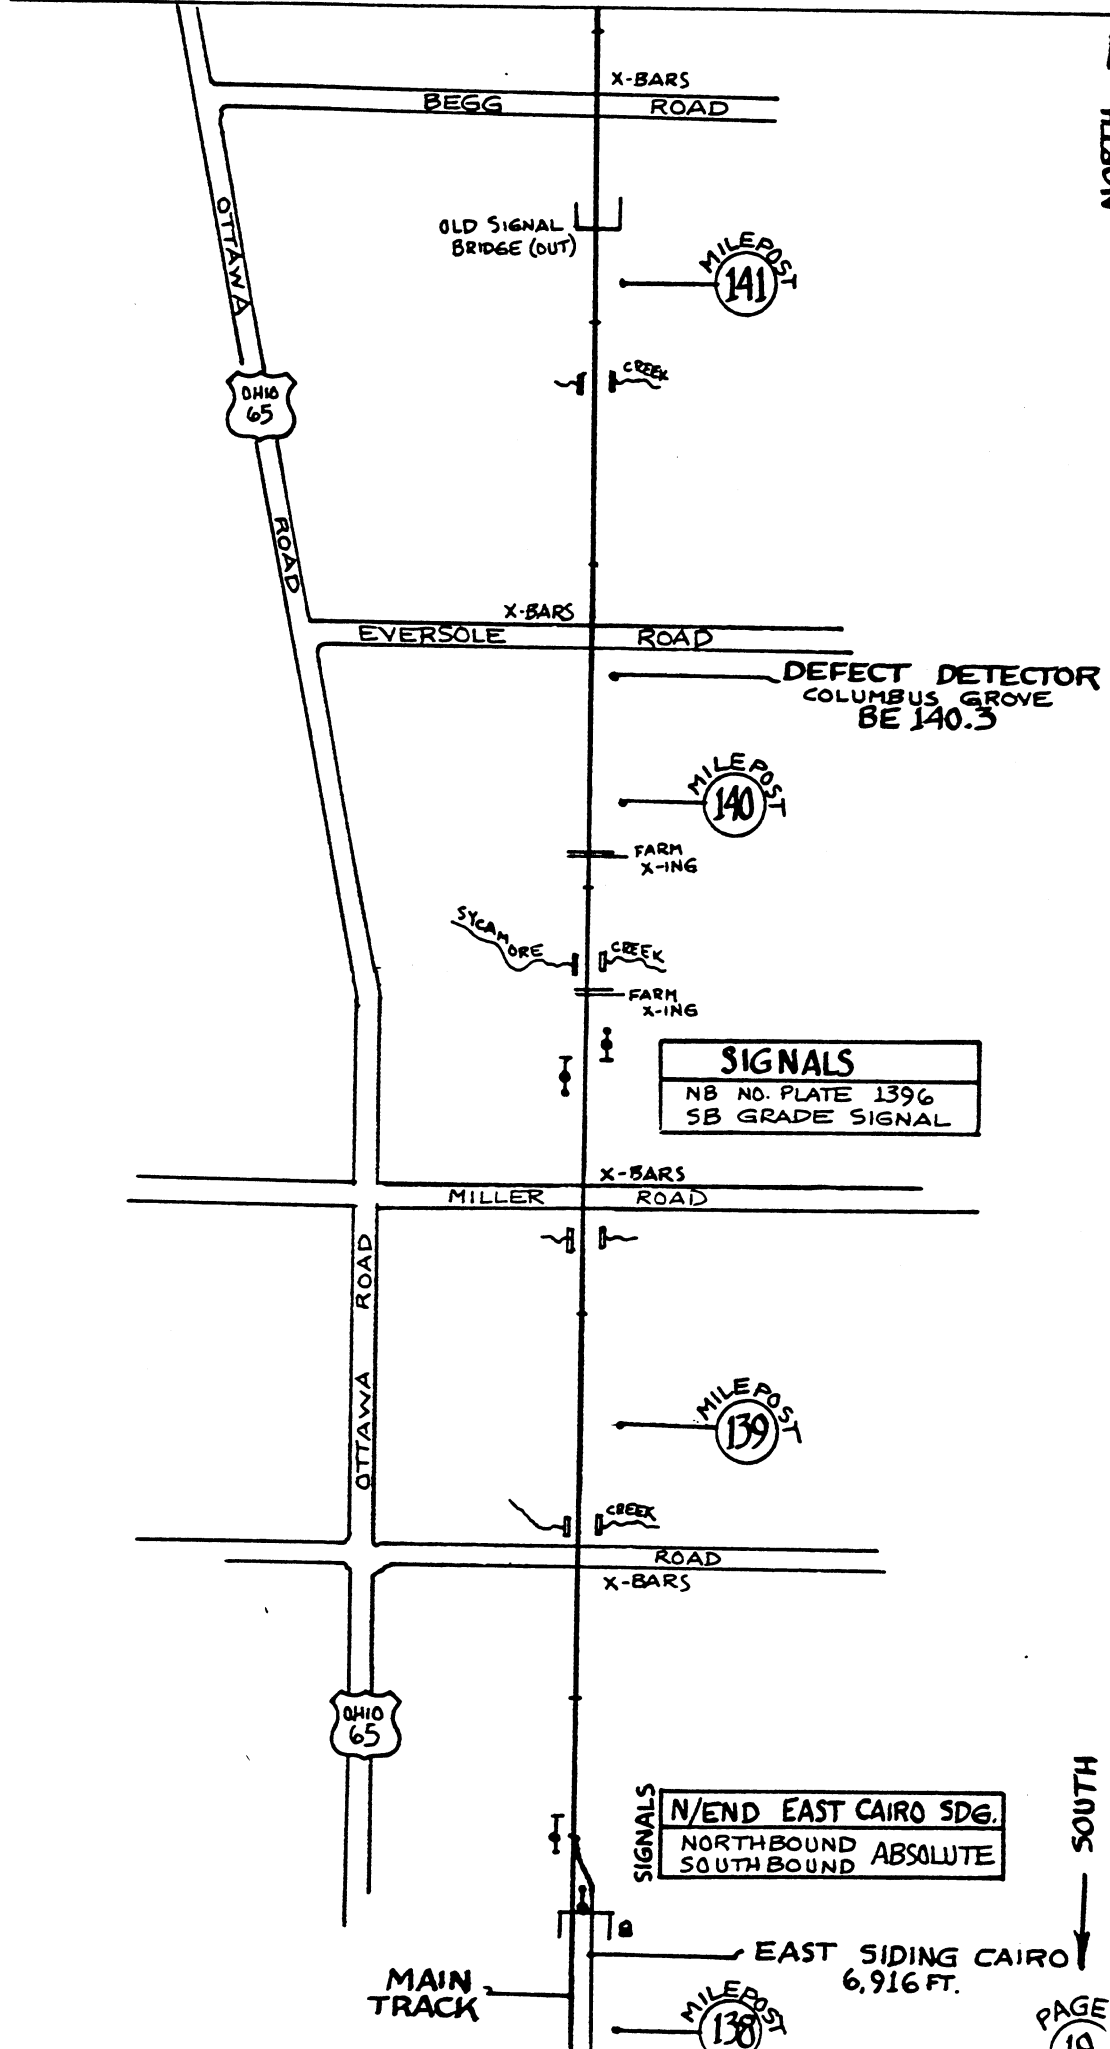 X-BARS
BEGG ROAD
NORTH
OTTAWA
OLD SIGNAL
BRIDGE (OUT)
MILEPOST
141
CREEK
OHIO
65
ROAD
X-BARS
EVERSOLE ROAD
DEFECT DETECTOR
COLUMBUS GROVE
BE 140.3
MILEPOST
140
FARM
X-ING
SYCAMORE CREEK
FARM
X-ING
SIGNALS
NB NO. PLATE 1396
SB GRADE SIGNAL
X-BARS
MILLER ROAD
OTTAWA ROAD
MILEPOST
139
CREEK
ROAD
X-BARS
OHIO
65
SIGNALS
N/END EAST CAIRO SDG.
NORTHBOUND ABSOLUTE
SOUTHBOUND
SOUTH
EAST SIDING CAIRO
6,916 FT.
MAIN
TRACK
MILEPOST
138
PAGE